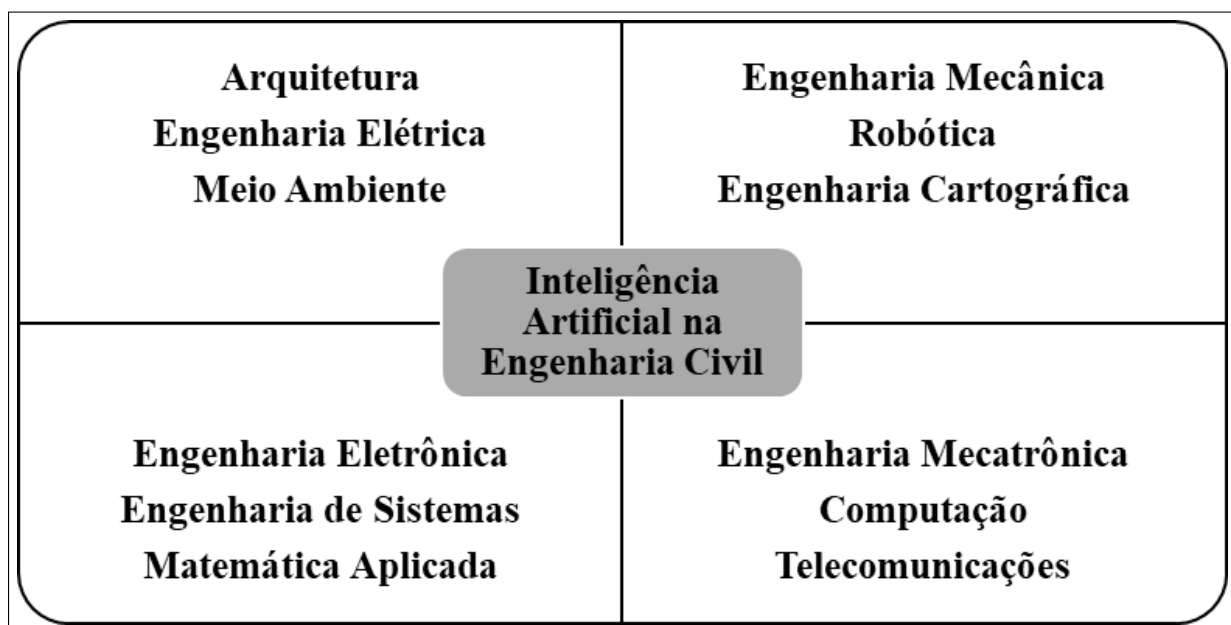 Arquitetura
Engenharia Elétrica
Meio Ambiente
Engenharia Mecânica
Robótica
Engenharia Cartográfica
Inteligência
Artificial na
Engenharia Civil
Engenharia Eletrônica
Engenharia de Sistemas
Matemática Aplicada
Engenharia Mecatrônica
Computação
Telecomunicações